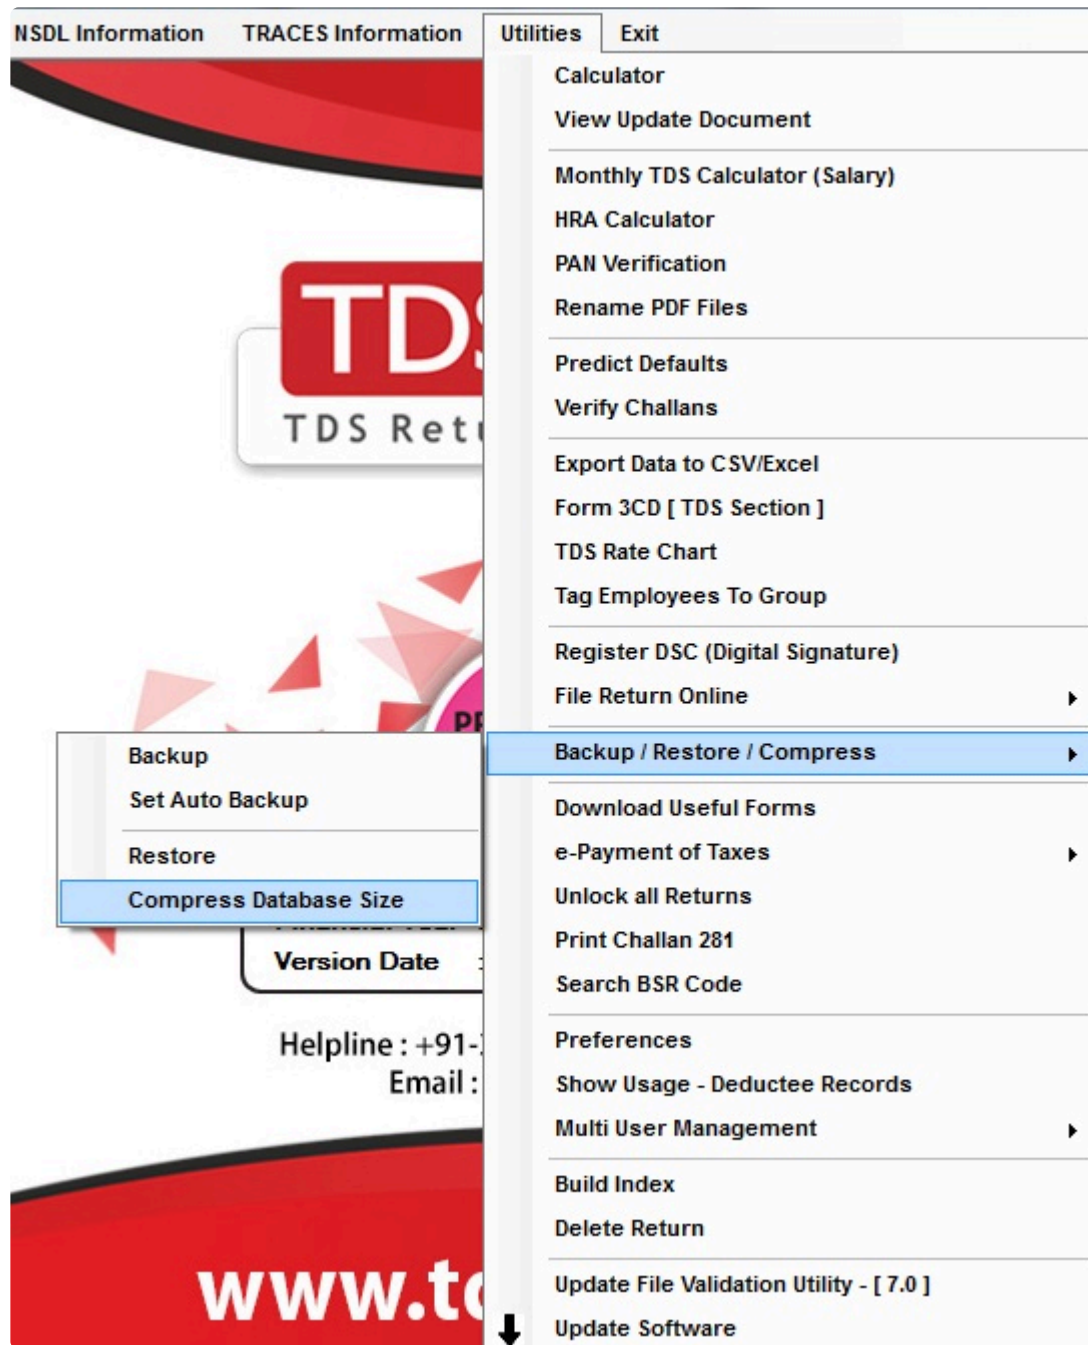 NSDL Information TRACES Information Utilities Exit
Calculator
View Update Document
Monthly TDS Calculator (Salary)
HRA Calculator
PAN Verification
Rename PDF Files
Predict Defaults
Verify Challans
Export Data to CSV/Excel
Form 3CD [ TDS Section ]
TDS Rate Chart
Tag Employees To Group
Register DSC (Digital Signature)
File Return Online
Backup / Restore / Compress
Download Useful Forms
e-Payment of Taxes
Unlock all Returns
Print Challan 281
Search BSR Code
Preferences
Show Usage - Deductee Records
Multi User Management
Build Index
Delete Return
Update File Validation Utility - [ 7.0 ]
Update Software
Backup
Set Auto Backup
Restore
Compress Database Size
TDS
TDS Retu
Version Date :
Helpline : +91-
Email :
www.t